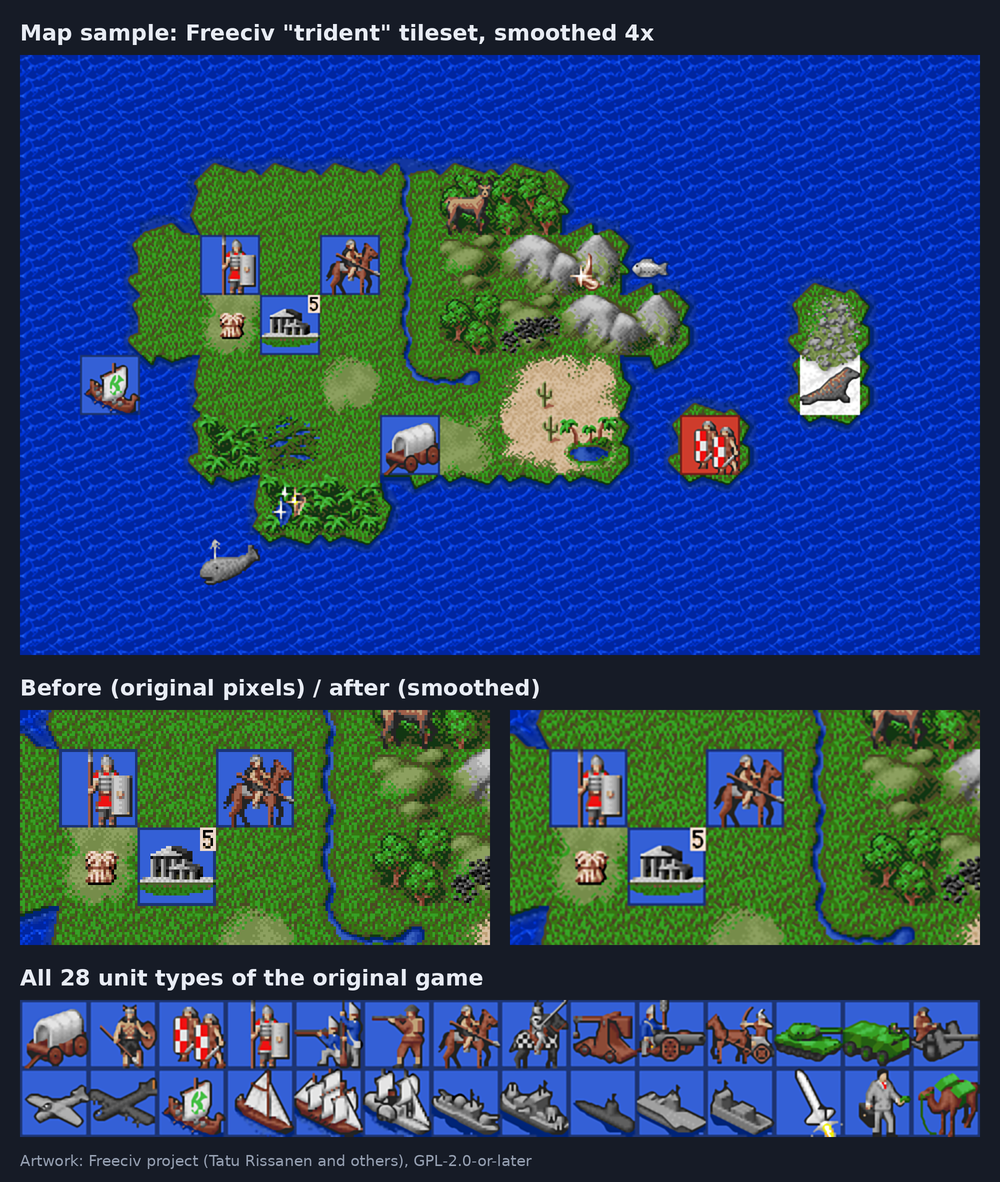 Map sample: Freeciv "trident" tileset, smoothed 4x
5
Before (original pixels) / after (smoothed)
5
5
All 28 unit types of the original game
Artwork: Freeciv project (Tatu Rissanen and others), GPL-2.0-or-later